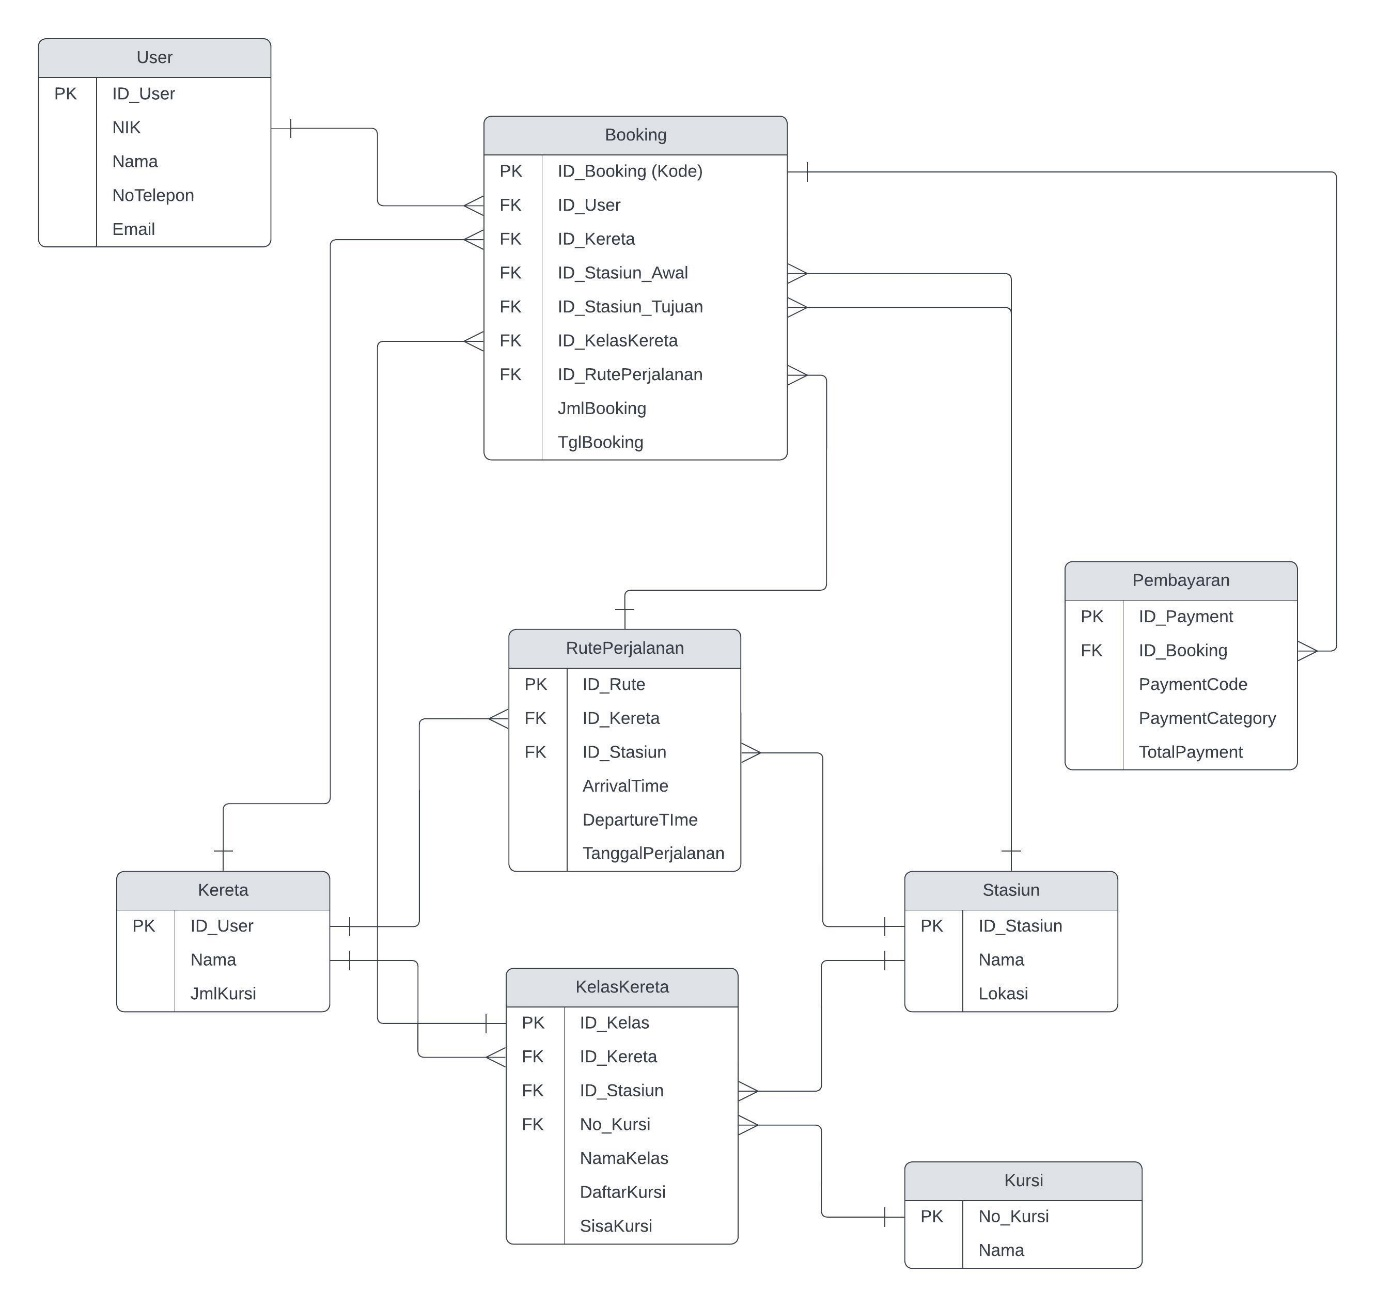 User
PK ID_User
NIK
Nama
NoTelepon
Email
Booking
PK ID_Booking (Kode)
FK ID_User
FK ID_Kereta
FK ID_Stasiun_Awal
FK ID_Stasiun_Tujuan
FK ID_KelasKereta
FK ID_RutePerjalanan
JmlBooking
TglBooking
Pembayaran
PK ID_Payment
FK ID_Booking
PaymentCode
PaymentCategory
TotalPayment
RutePerjalanan
PK ID_Rute
FK ID_Kereta
FK ID_Stasiun
ArrivalTime
DepartureTIme
TanggalPerjalanan
Kereta
PK ID_User
Nama
JmlKursi
Stasiun
PK ID_Stasiun
Nama
Lokasi
KelasKereta
PK ID_Kelas
FK ID_Kereta
FK ID_Stasiun
FK No_Kursi
NamaKelas
DaftarKursi
SisaKursi
Kursi
PK No_Kursi
Nama